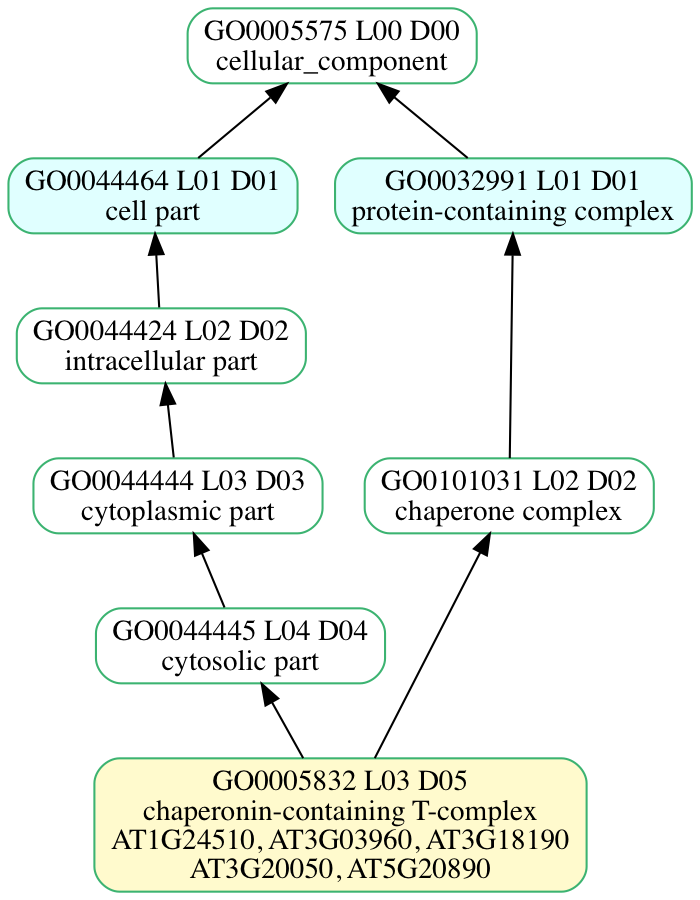 GO0005575 L00 D00
cellular_component
GO0044464 L01 D01
cell part
GO0032991 L01 D01
protein-containing complex
GO0044424 L02 D02
intracellular part
GO0044444 L03 D03
cytoplasmic part
GO0101031 L02 D02
chaperone complex
GO0044445 L04 D04
cytosolic part
GO0005832 L03 D05
chaperonin-containing T-complex
AT1G24510, AT3G03960, AT3G18190
AT3G20050, AT5G20890